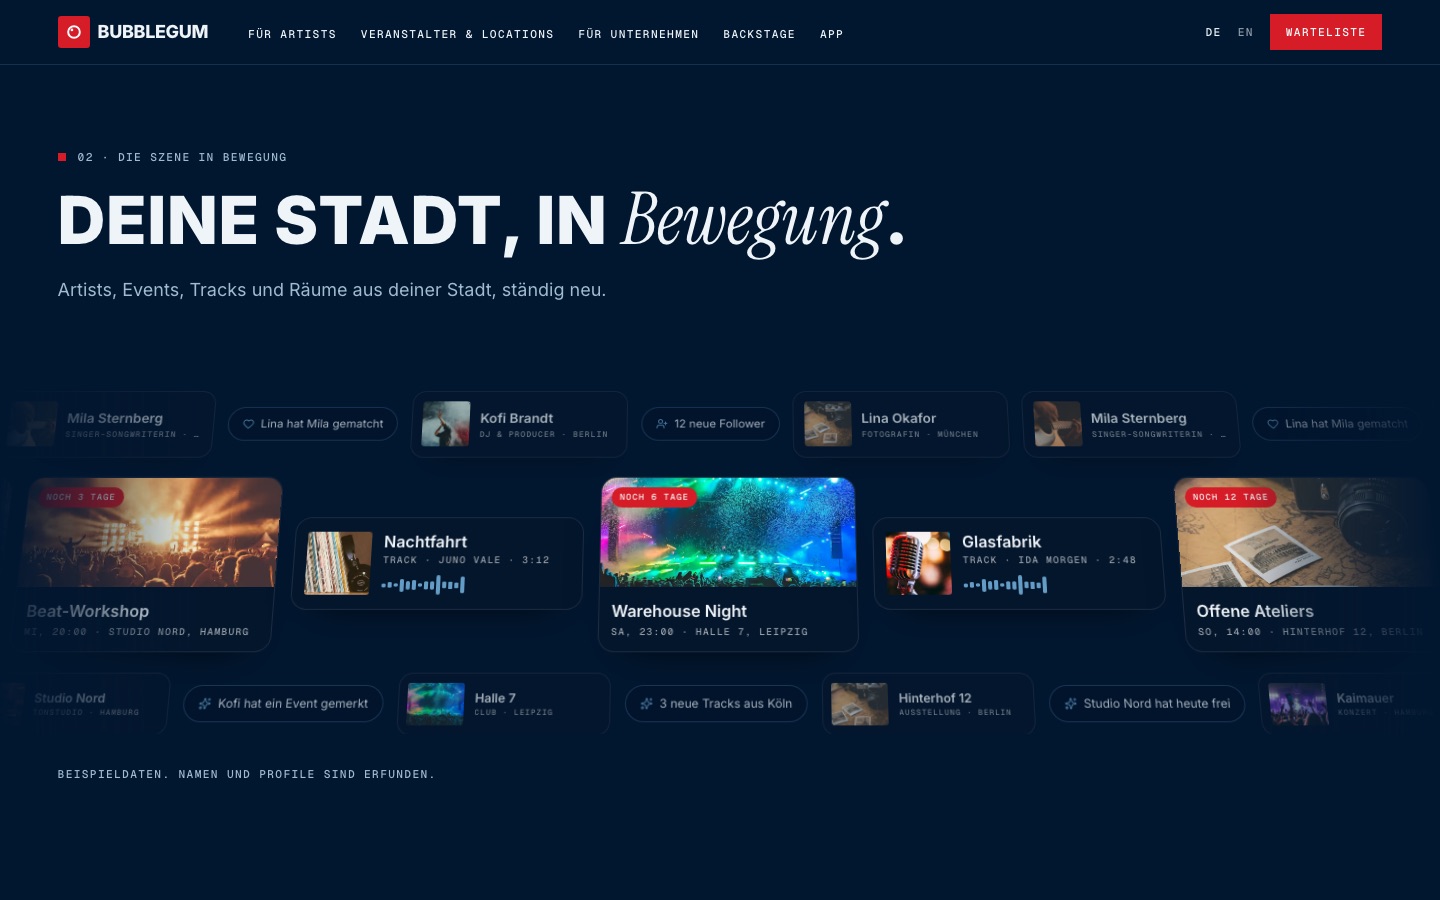 BUBBLEGUM
FÜR ARTISTS VERANSTALTER & LOCATIONS FÜR UNTERNEHMEN BACKSTAGE APP
DE EN WARTELISTE
02 · DIE SZENE IN BEWEGUNG
DEINE STADT, IN Bewegung.
Artists, Events, Tracks und Räume aus deiner Stadt, ständig neu.
Mila Sternberg
SINGER-SONGWRITERIN · …
Lina hat Mila gematcht
Kofi Brandt
DJ & PRODUCER · BERLIN
12 neue Follower
Lina Okafor
FOTOGRAFIN · MÜNCHEN
Mila Sternberg
SINGER-SONGWRITERIN · …
Lina hat Mila gematcht
NOCH 3 TAGE
Beat-Workshop
MI, 20:00 · STUDIO NORD, HAMBURG
Nachtfahrt
TRACK · JUNO VALE · 3:12
NOCH 6 TAGE
Warehouse Night
SA, 23:00 · HALLE 7, LEIPZIG
Glasfabrik
TRACK · IDA MORGEN · 2:48
NOCH 12 TAGE
Offene Ateliers
SO, 14:00 · HINTERHOF 12, BERLIN
Studio Nord
TONSTUDIO · HAMBURG
Kofi hat ein Event gemerkt
Halle 7
CLUB · LEIPZIG
3 neue Tracks aus Köln
Hinterhof 12
AUSSTELLUNG · BERLIN
Studio Nord hat heute frei
Kaimauer
KONZERT ·
BEISPIELDATEN. NAMEN UND PROFILE SIND ERFUNDEN.